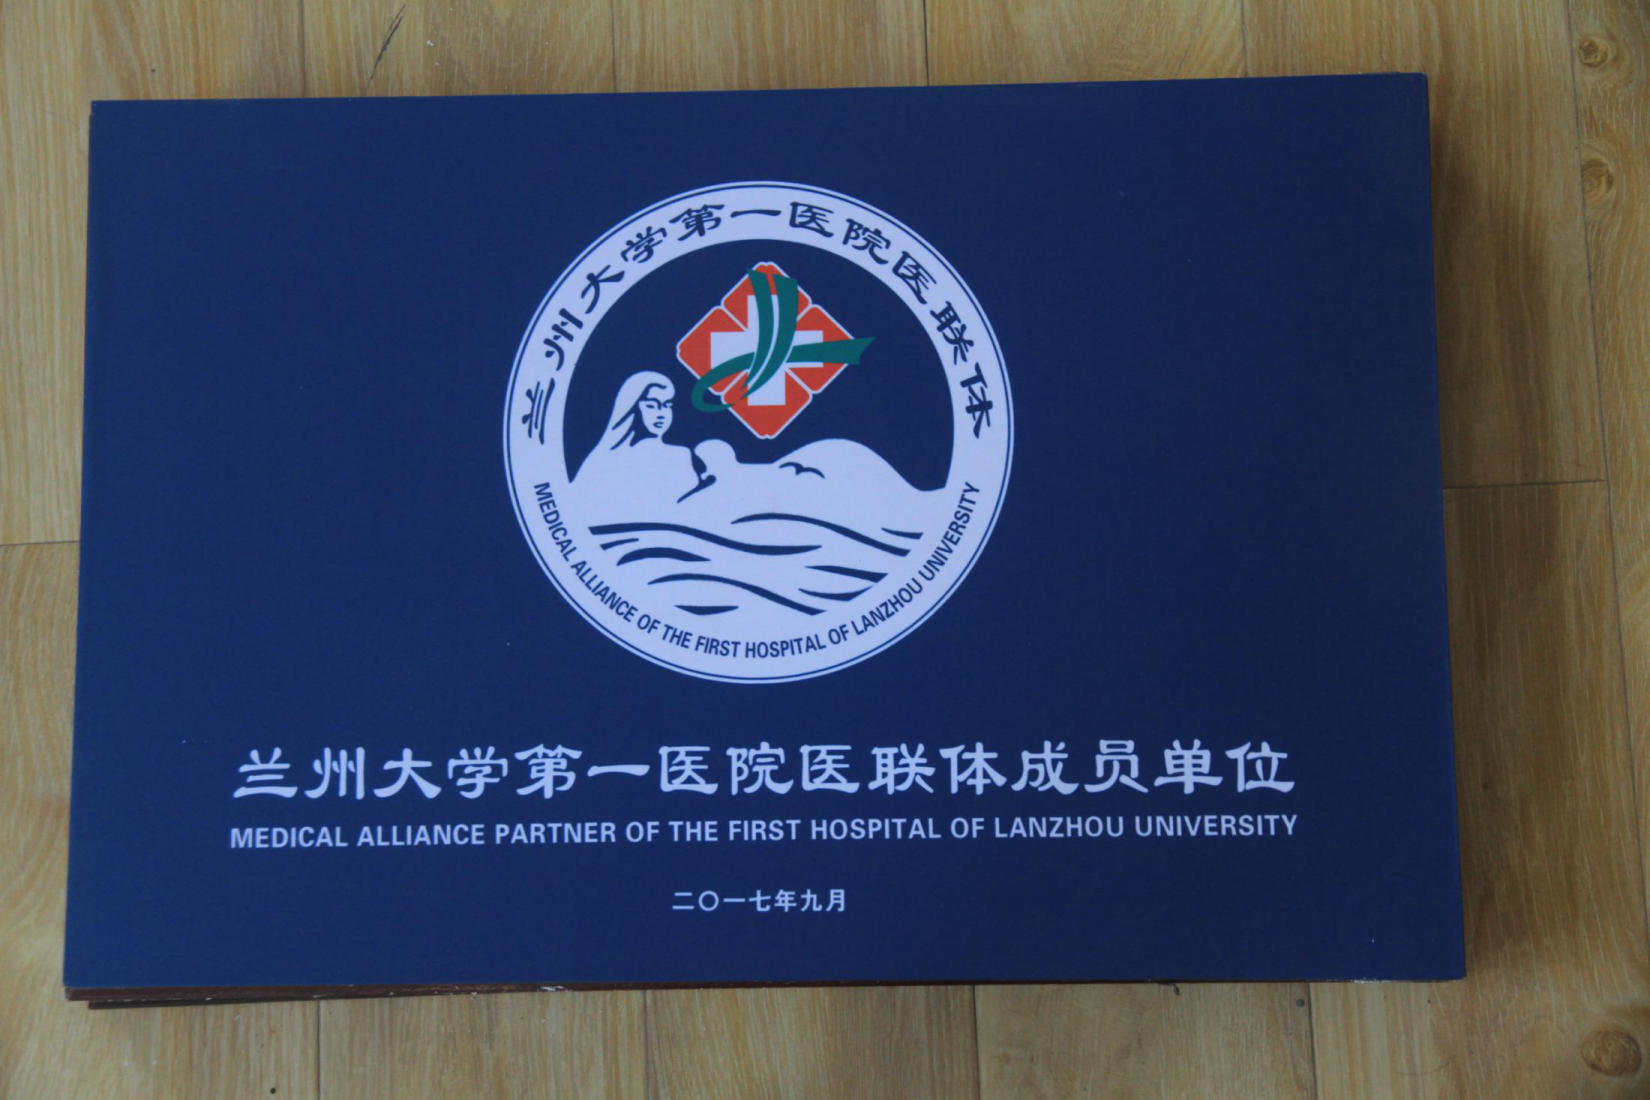 兰州大学第一医院医联体
MEDICAL ALLIANCE OF THE FIRST HOSPITAL OF LANZHOU UNIVERSITY
兰州大学第一医院医联体成员单位
MEDICAL ALLIANCE PARTNER OF THE FIRST HOSPITAL OF LANZHOU UNIVERSITY
二〇一七年九月